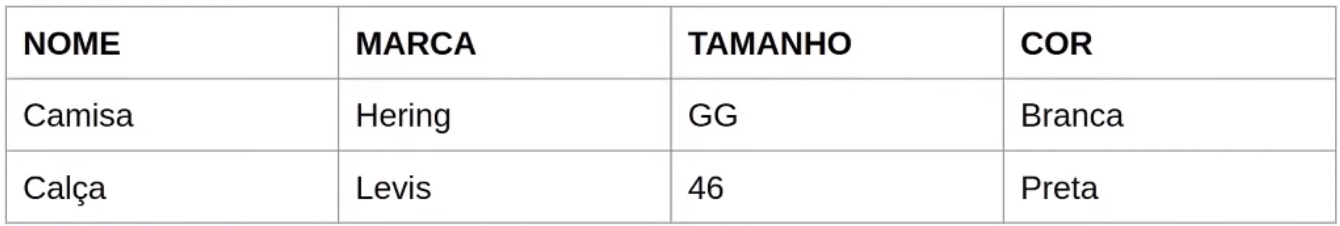 NOME MARCA TAMANHO COR
Camisa Hering GG Branca
Calça Levis 46 Preta